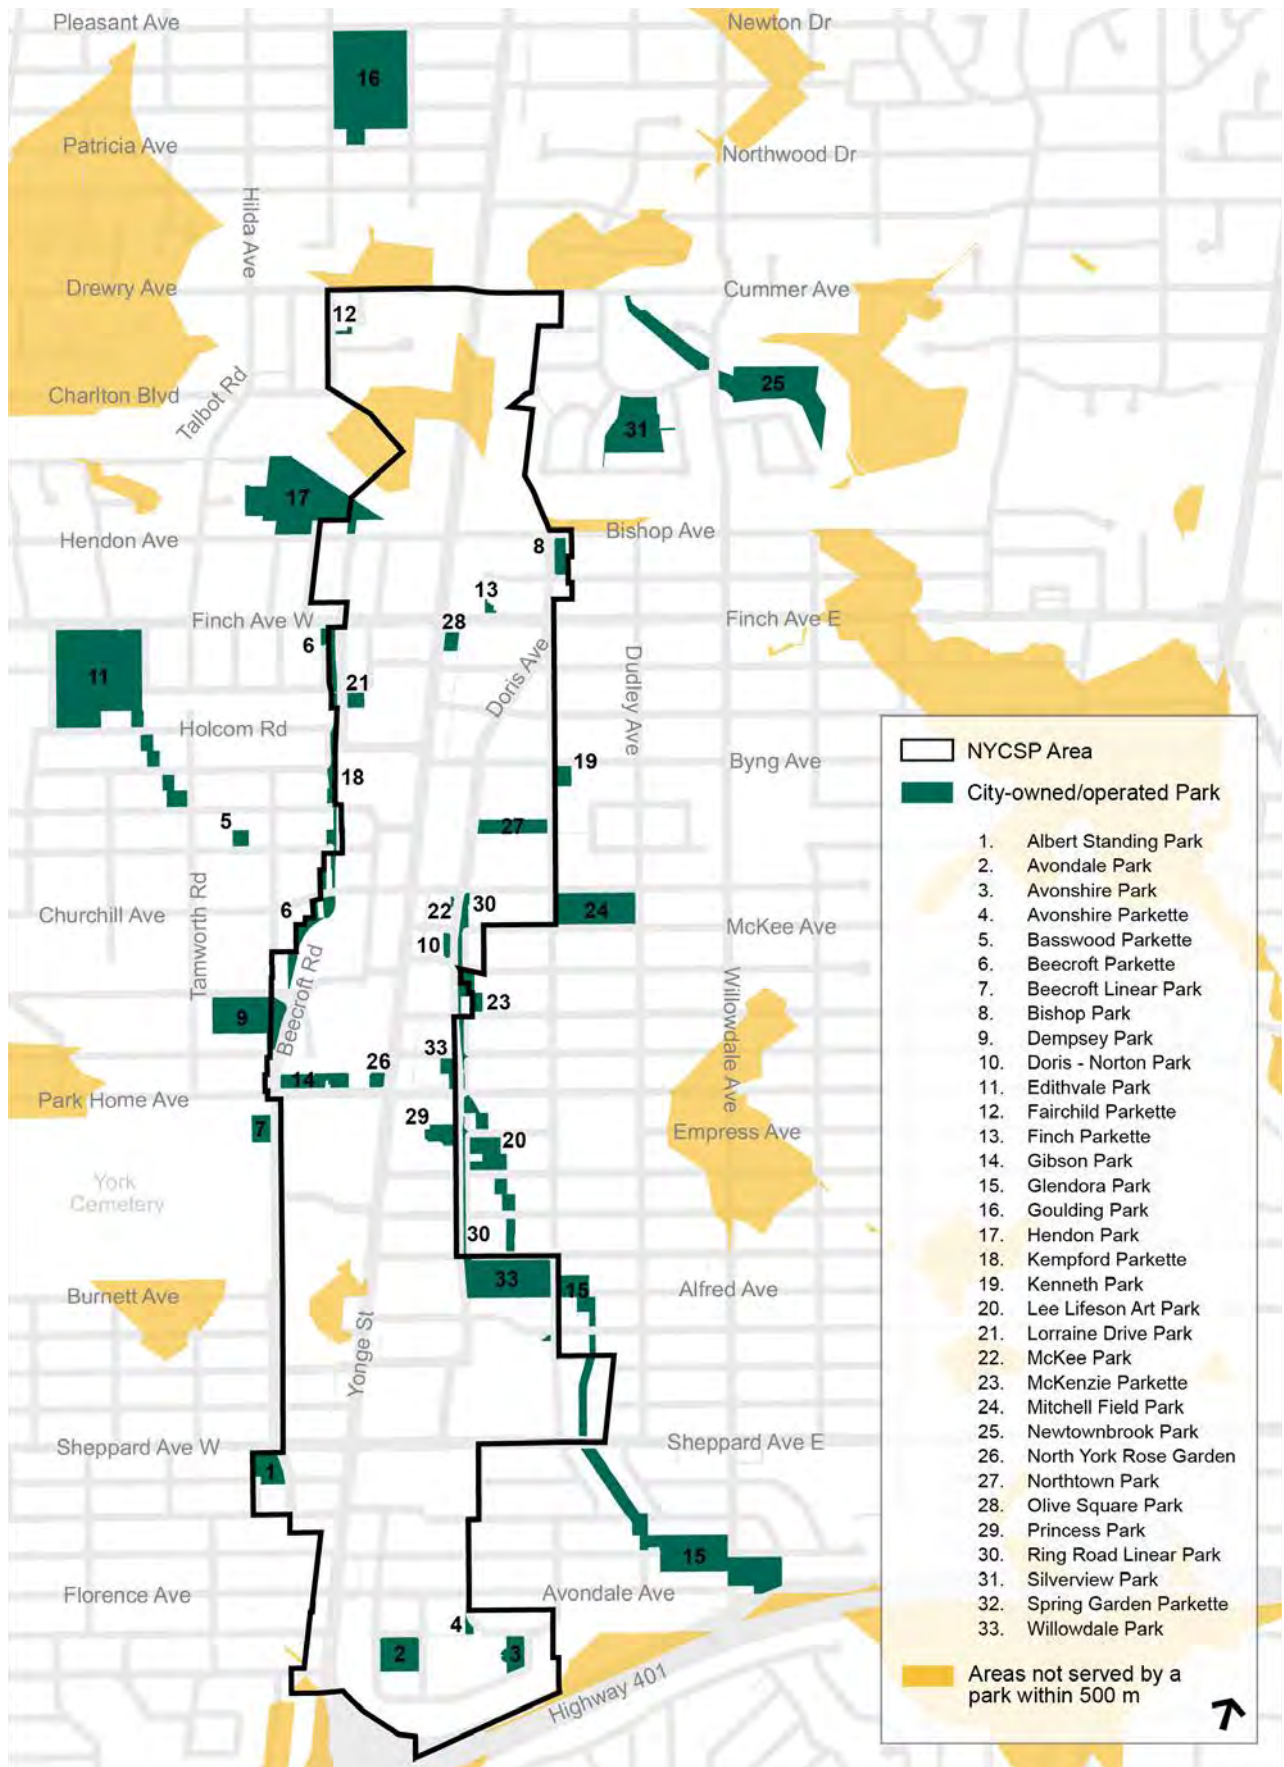 Pleasant Ave
Newton Dr
16
Patricia Ave
Northwood Dr
Hilda Ave
Drewry Ave
Cummer Ave
12
Charlton Blvd
Talbot Rd
25
31
17
Hendon Ave
Bishop Ave
8
13
Finch Ave W
28
Finch Ave E
6
Doris Ave
Dudley Ave
11
21
Holcom Rd
Byng Ave
19
18
5
27
Tamworth Rd
Churchill Ave
6
22
30
24
McKee Ave
10
Beecroft Rd
Willowdale Ave
9
23
33
26
14
Park Home Ave
7
29
20
Empress Ave
York
Cemetery
30
Burnett Ave
33
15
Alfred Ave
Yonge St
Sheppard Ave W
Sheppard Ave E
1
15
Florence Ave
Avondale Ave
4
2
3
Highway 401
NYCSP Area
City-owned/operated Park
1. Albert Standing Park
2. Avondale Park
3. Avonshire Park
4. Avonshire Parkette
5. Basswood Parkette
6. Beecroft Parkette
7. Beecroft Linear Park
8. Bishop Park
9. Dempsey Park
10. Doris - Norton Park
11. Edithvale Park
12. Fairchild Parkette
13. Finch Parkette
14. Gibson Park
15. Glendora Park
16. Goulding Park
17. Hendon Park
18. Kempford Parkette
19. Kenneth Park
20. Lee Lifeson Art Park
21. Lorraine Drive Park
22. McKee Park
23. McKenzie Parkette
24. Mitchell Field Park
25. Newtownbrook Park
26. North York Rose Garden
27. Northtown Park
28. Olive Square Park
29. Princess Park
30. Ring Road Linear Park
31. Silverview Park
32. Spring Garden Parkette
33. Willowdale Park
Areas not served by a
park within 500 m